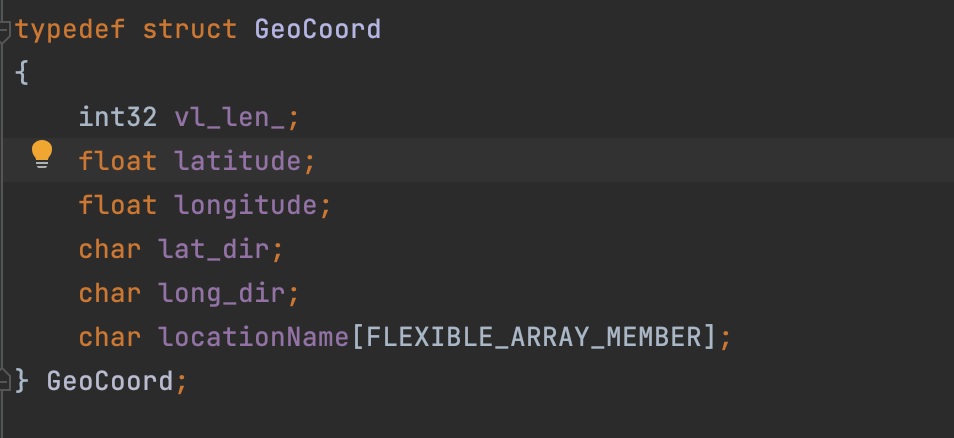 typedef struct GeoCoord
{
int32 vl_len_;
float latitude;
float longitude;
char lat_dir;
char long_dir;
char locationName[FLEXIBLE_ARRAY_MEMBER];
} GeoCoord;